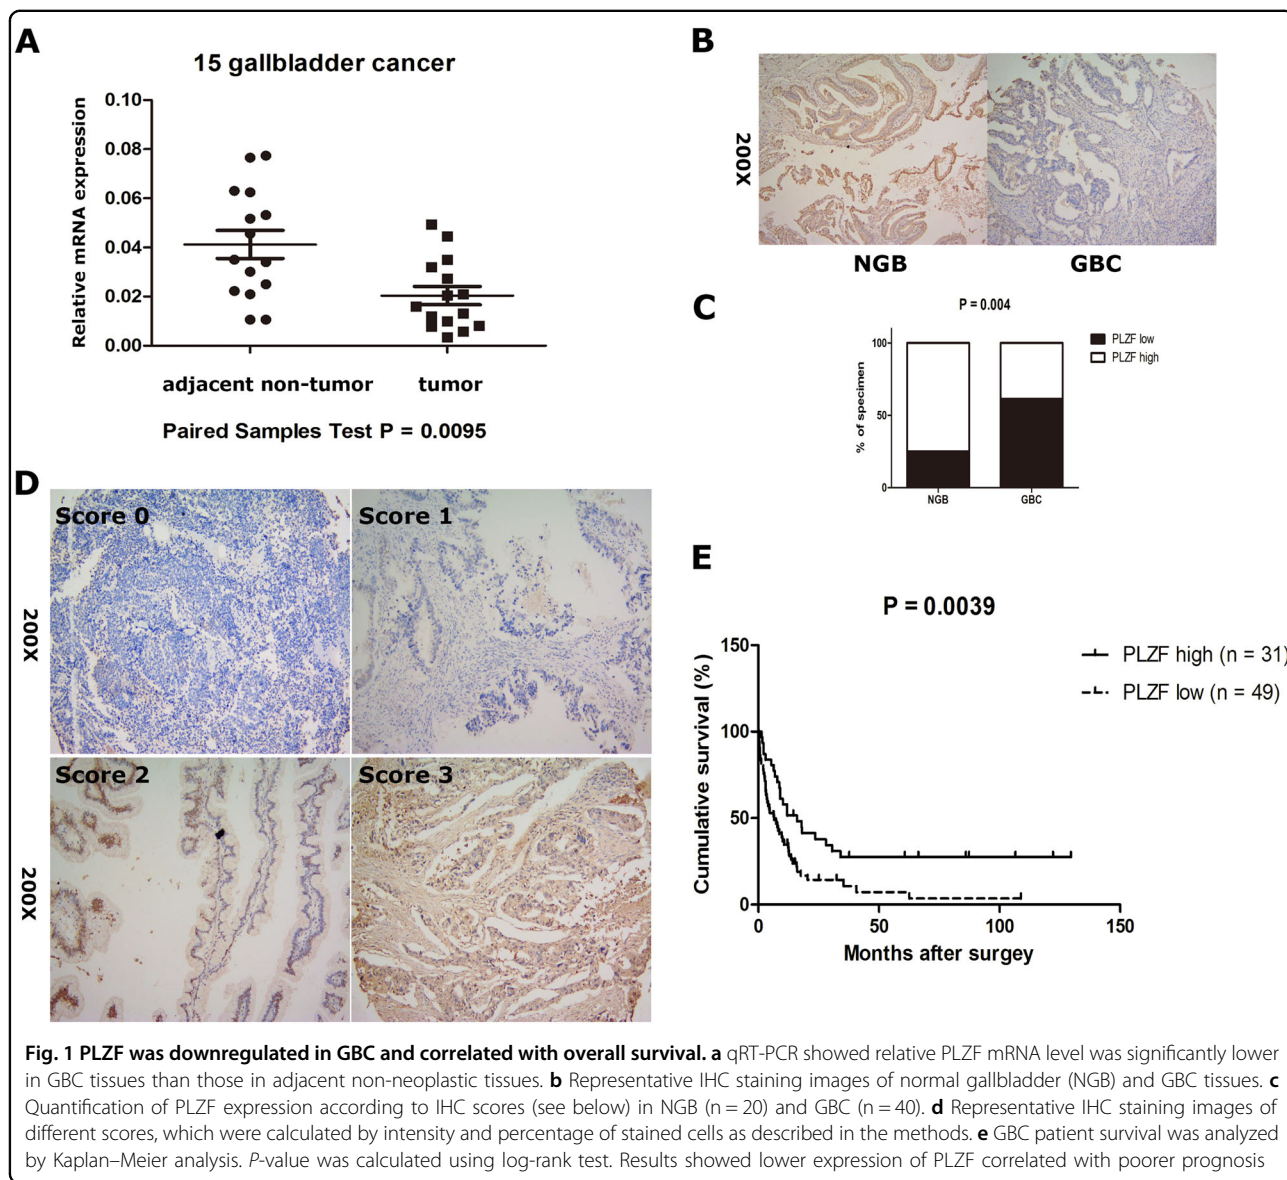 A
15 gallbladder cancer
Relative mRNA expression
0.10
0.08
0.06
0.04
0.02
0.00
adjacent non-tumor
tumor
Paired Samples Test P = 0.0095
B
200X
NGB
GBC
C
P = 0.004
% of specimen
100
50
0
NGB
GBC
PLZF low
PLZF high
D
200X
Score 0
Score 1
200X
Score 2
Score 3
E
P = 0.0039
Cumulative survival (%)
150
100
50
0
0
50
100
150
Months after surgey
PLZF high (n = 31)
PLZF low (n = 49)
Fig. 1 PLZF was downregulated in GBC and correlated with overall survival. a qRT-PCR showed relative PLZF mRNA level was significantly lower
in GBC tissues than those in adjacent non-neoplastic tissues. b Representative IHC staining images of normal gallbladder (NGB) and GBC tissues. c
Quantification of PLZF expression according to IHC scores (see below) in NGB (n = 20) and GBC (n = 40). d Representative IHC staining images of
different scores, which were calculated by intensity and percentage of stained cells as described in the methods. e GBC patient survival was analyzed
by Kaplan–Meier analysis. P-value was calculated using log-rank test. Results showed lower expression of PLZF correlated with poorer prognosis